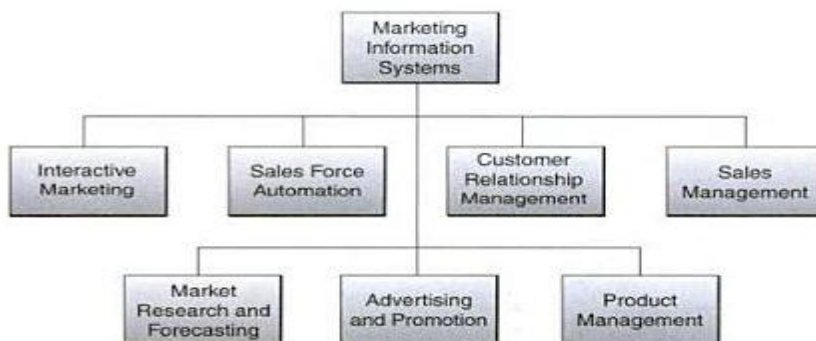 Marketing
Information
Systems
Interactive
Marketing
Sales Force
Automation
Customer
Relationship
Management
Sales
Management
Market
Research and
Forecasting
Advertising
and Promotion
Product
Management